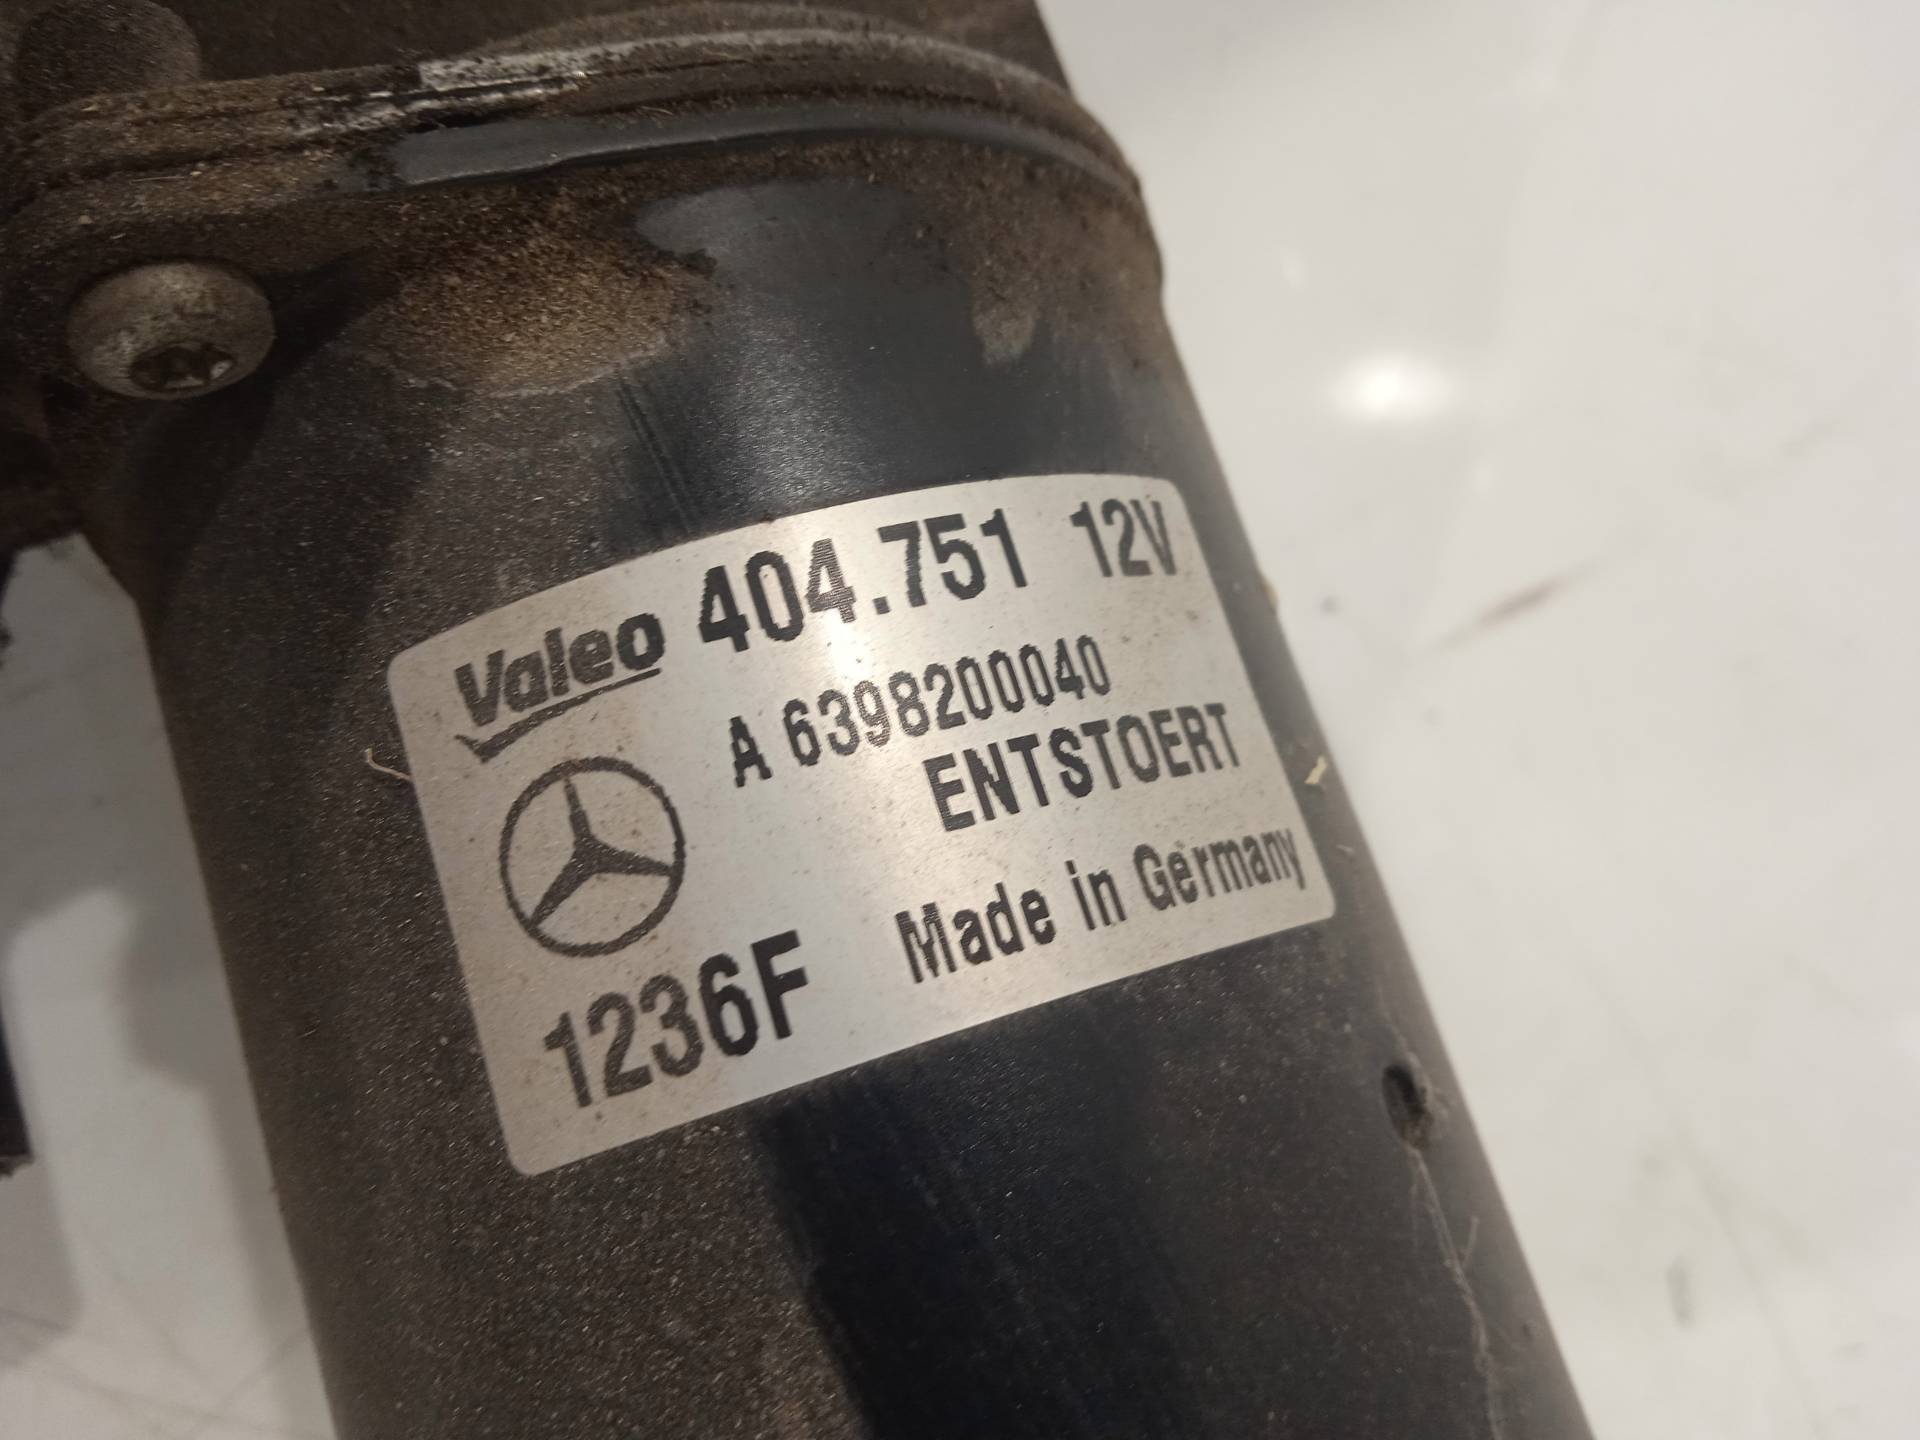 Valeo 404.751 12V
A 6398200040
ENTSTOERT
1236F Made in Germany